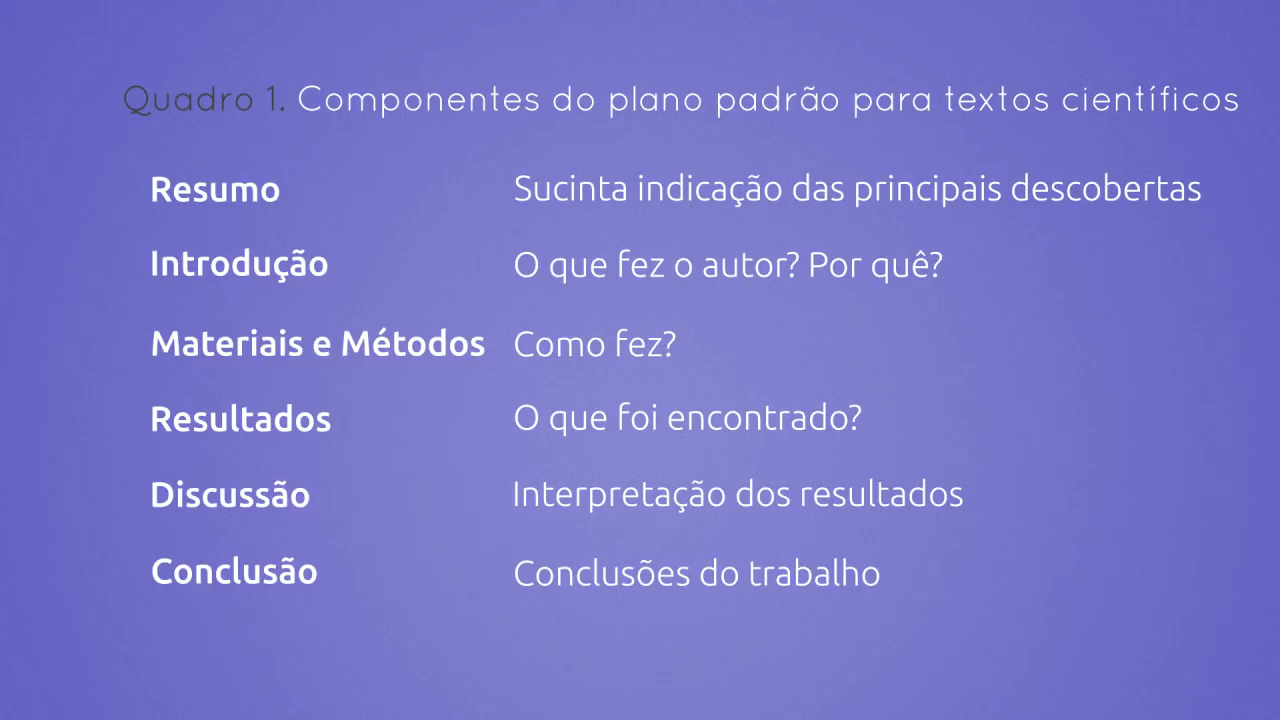 Quadro 1. Componentes do plano padrão para textos científicos
Resumo Sucinta indicação das principais descobertas
Introdução O que fez o autor? Por quê?
Materiais e Métodos Como fez?
Resultados O que foi encontrado?
Discussão Interpretação dos resultados
Conclusão Conclusões do trabalho